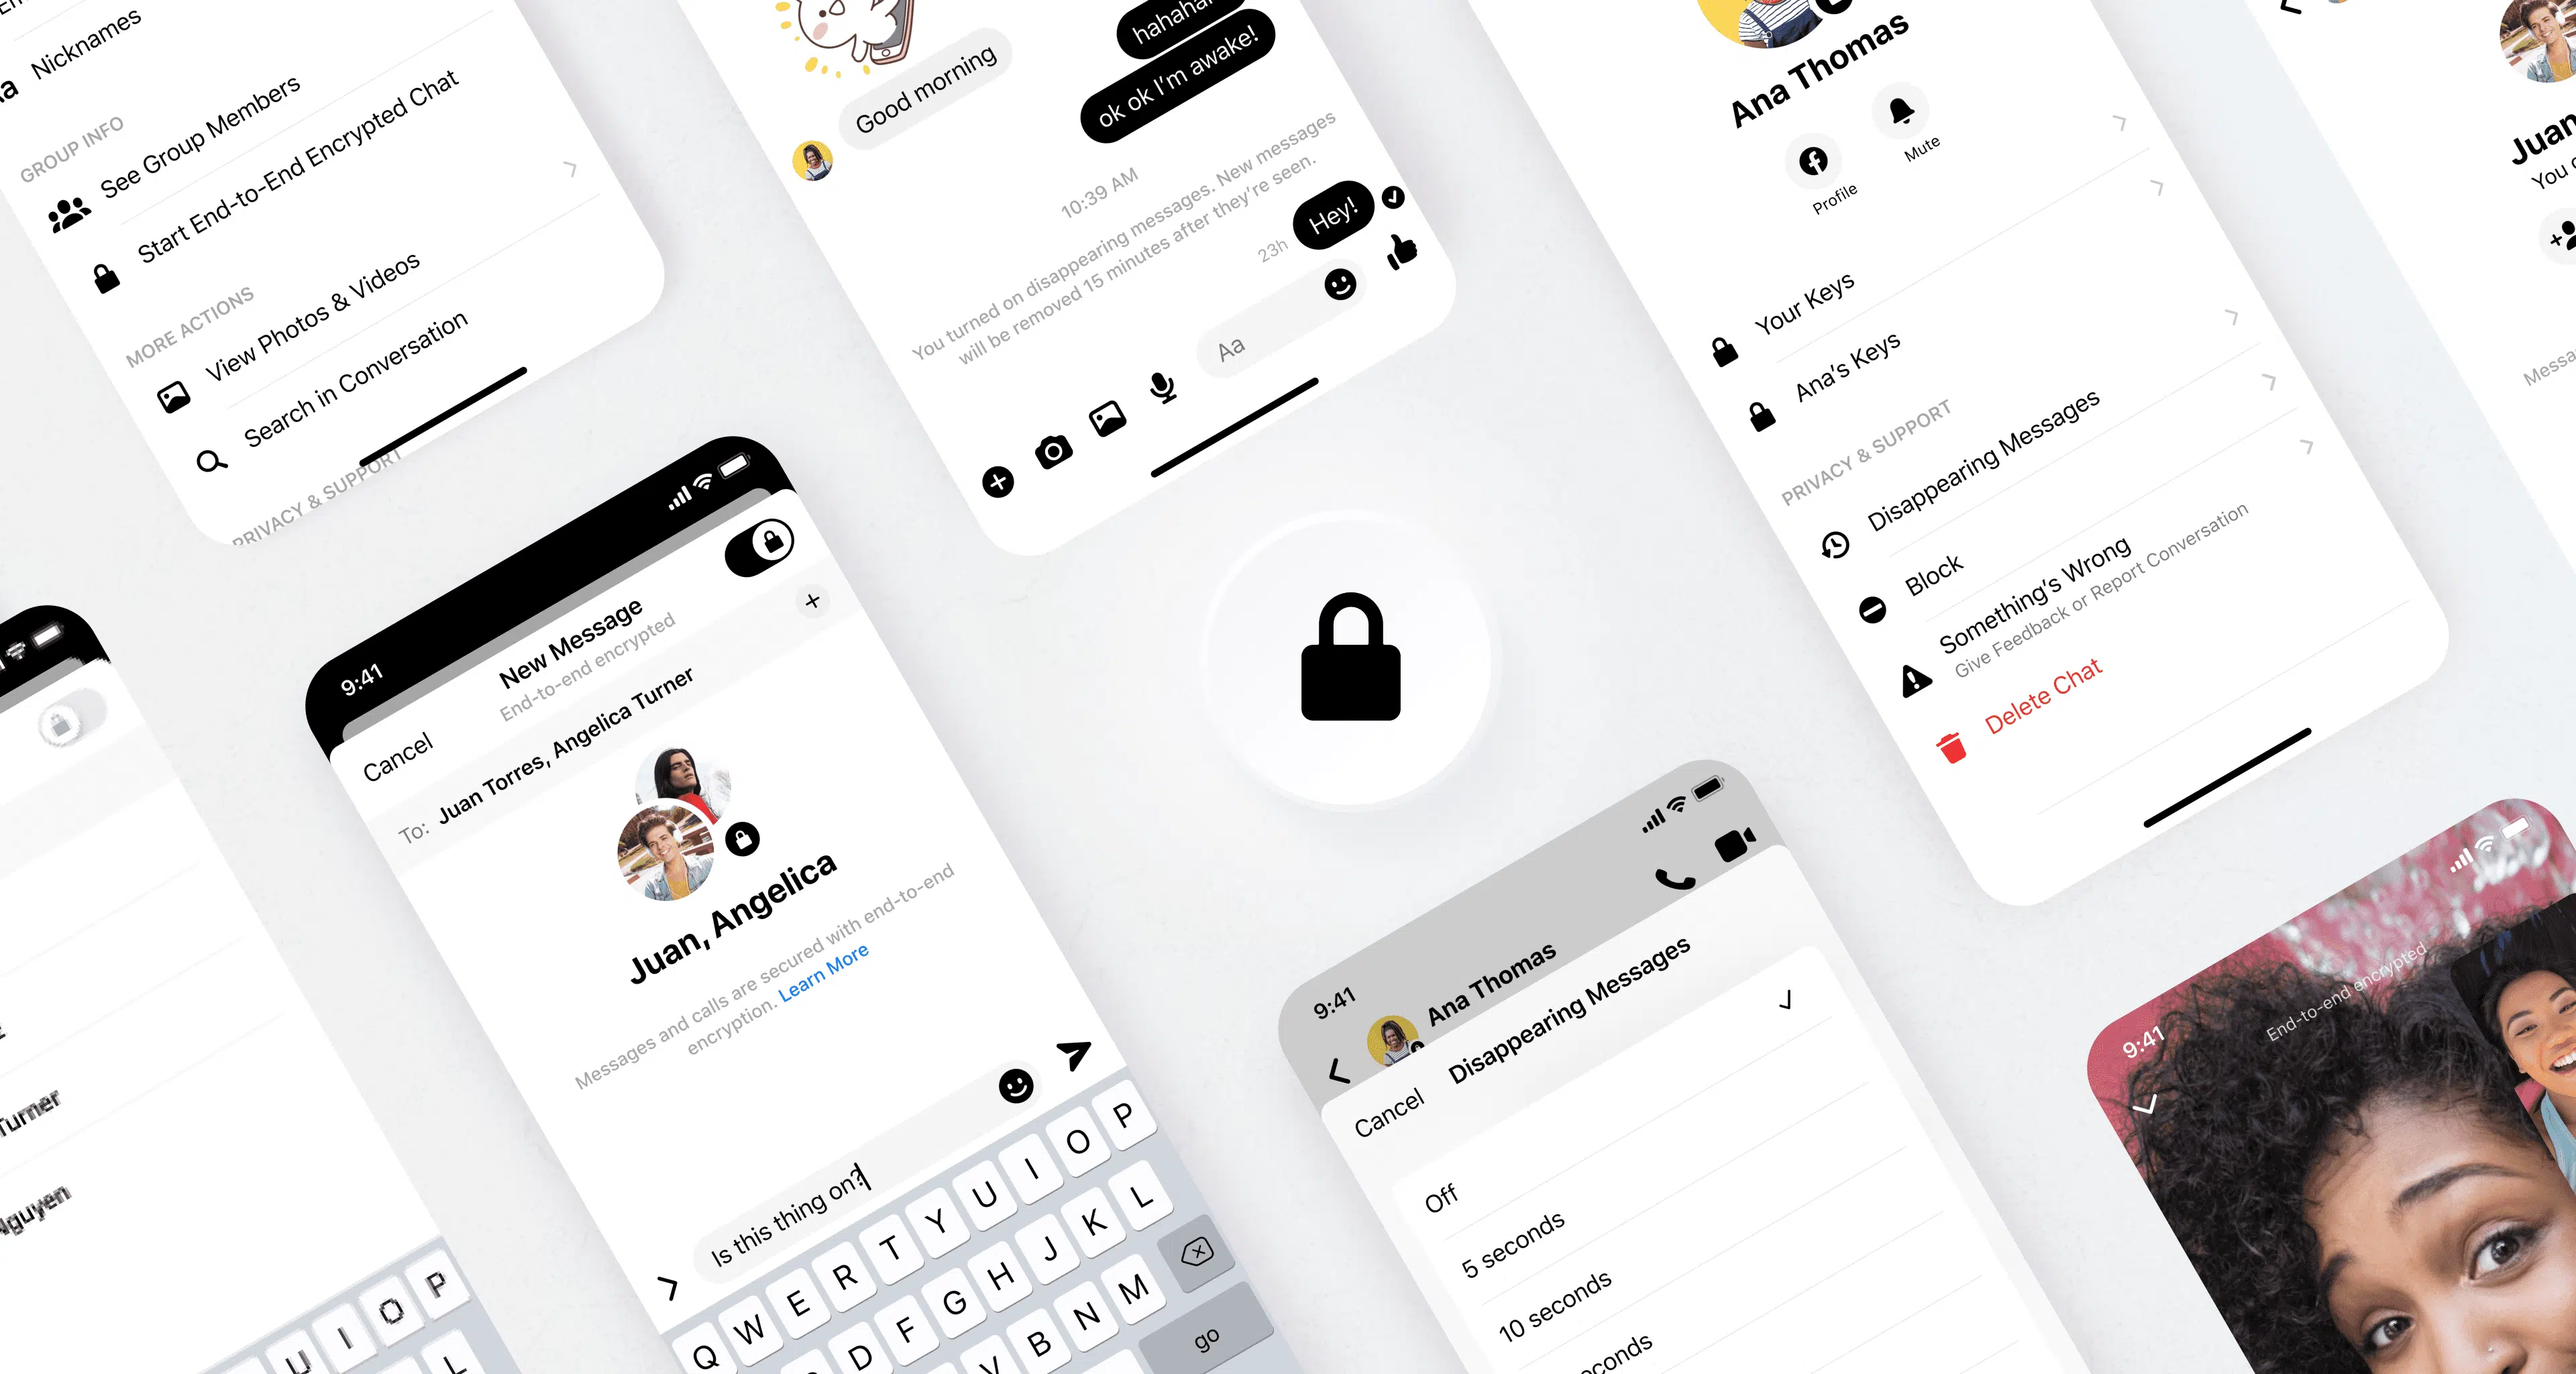 Nicknames
GROUP INFO
See Group Members
Start End-to-End Encrypted Chat
MORE ACTIONS
View Photos & Videos
Search in Conversation
PRIVACY & SUPPORT
Good morning
ok ok I'm awake!
10:39 AM
You turned on disappearing messages. New messages
will be removed 15 minutes after they're seen.
Hey!
23h
Aa
Ana Thomas
Profile
Mute
Your Keys
Ana's Keys
PRIVACY & SUPPORT
Disappearing Messages
Block
Something's Wrong
Give Feedback or Report Conversation
Delete Chat
Juan
You
Turner
Nguyen
U I O P
L
9:41
New Message
End-to-end encrypted
Cancel
To: Juan Torres, Angelica Turner
Juan, Angelica
Messages and calls are secured with end-to-end
encryption. Learn More
Is this thing on?
Q W E R T Y U I O P
D F G H J K L
V B N M
go
9:41
Ana Thomas
Cancel
Disappearing Messages
Off
5 seconds
10 seconds
9:41
End-to-end encrypted